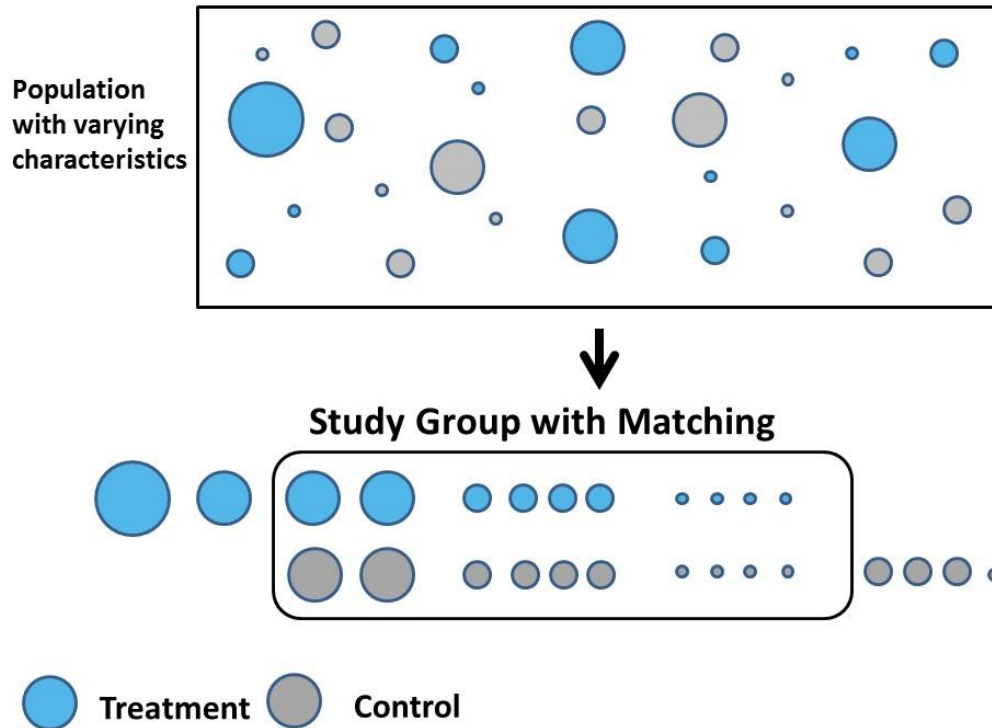 Population
with varying
characteristics
Study Group with Matching
Treatment
Control